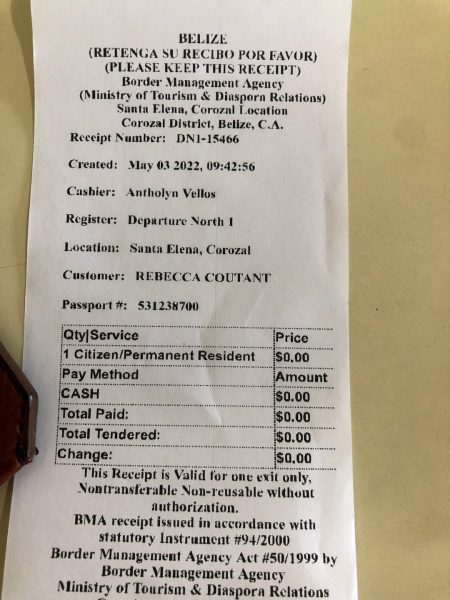 BELIZE
(RETENGA SU RECIBO POR FAVOR)
(PLEASE KEEP THIS RECEIPT)
Border Management Agency
(Ministry of Tourism & Diaspora Relations)
Santa Elena, Corozal Location
Corozal District, Belize, C.A.
Receipt Number: DN1-15466
Created: May 03 2022, 09:42:56
Cashier: Antholyn Vellos
Register: Departure North 1
Location: Santa Elena, Corozal
Customer: REBECCA COUTANT
Passport #: 531238700
Qty|Service Price
1 Citizen/Permanent Resident $0.00
Pay Method Amount
CASH $0.00
Total Paid: $0.00
Total Tendered: $0.00
Change: $0.00
This Receipt is Valid for one exit only,
Nontransferable Non-reusable without
authorization.
BMA receipt issued in accordance with
statutory Instrument #94/2000
Border Management Agency Act #50/1999 by
Border Management Agency
Ministry of Tourism & Diaspora Relations